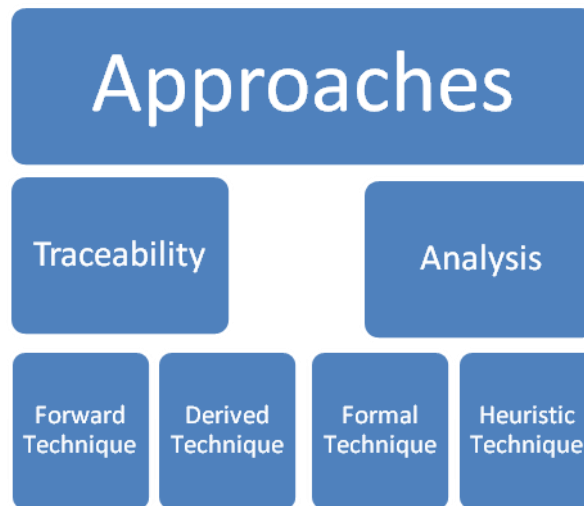 Approaches
Traceability
Analysis
Forward
Technique
Derived
Technique
Formal
Technique
Heuristic
Technique